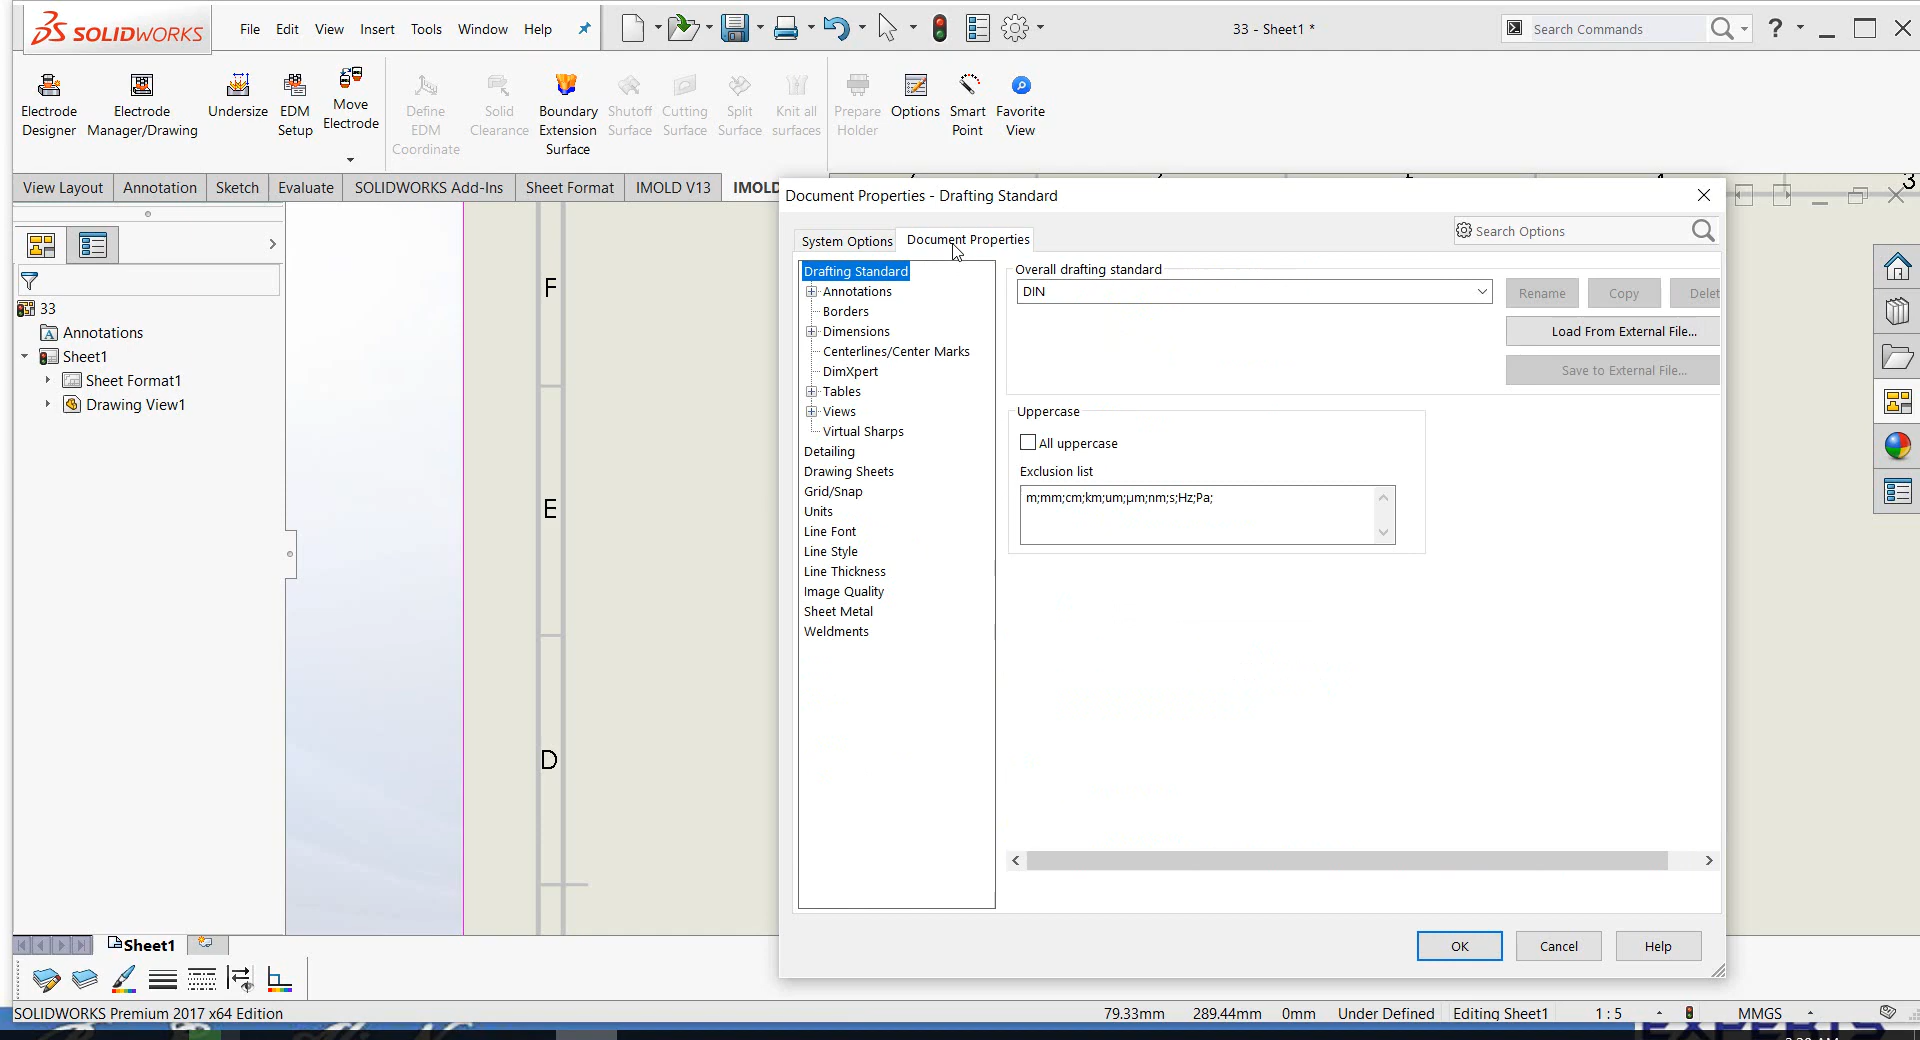 SOLIDWORKS
File Edit View Insert Tools Window Help
33 - Sheet1 *
Search Commands
?
Electrode Designer
Electrode Manager/Drawing
Undersize
EDM Setup
Move Electrode
Define EDM Coordinate
Solid Clearance
Boundary Extension Surface
Shutoff Surface
Cutting Surface
Split Surface
Knit all surfaces
Prepare Holder
Options
Smart Point
Favorite View
View Layout Annotation Sketch Evaluate SOLIDWORKS Add-Ins Sheet Format IMOLD V13 IMOLD
3
Document Properties - Drafting Standard
System Options Document Properties
Search Options
33
Annotations
Sheet1
Sheet Format1
Drawing View1
F
E
D
Drafting Standard
Annotations
Borders
Dimensions
Centerlines/Center Marks
DimXpert
Tables
Views
Virtual Sharps
Detailing
Drawing Sheets
Grid/Snap
Units
Line Font
Line Style
Line Thickness
Image Quality
Sheet Metal
Weldments
Overall drafting standard
DIN
Rename Copy Delet
Load From External File...
Save to External File...
Uppercase
All uppercase
Exclusion list
m;mm;cm;km;um;µm;nm;s;Hz;Pa;
OK Cancel Help
Sheet1
SOLIDWORKS Premium 2017 x64 Edition
79.33mm 289.44mm 0mm Under Defined Editing Sheet1 1 : 5 MMGS